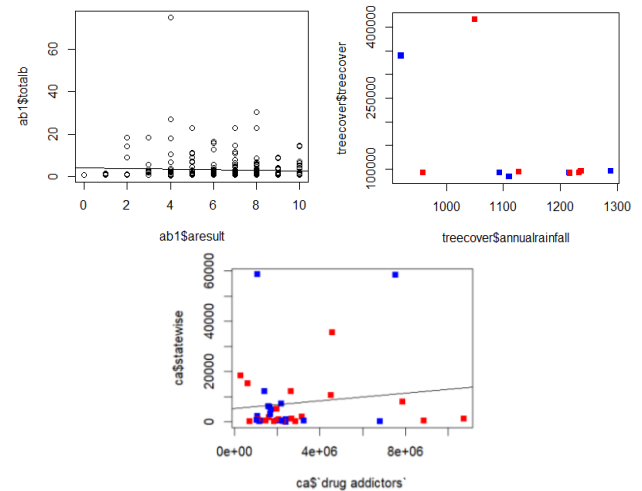 ab1$totalb
60
40
20
0
0 2 4 6 8 10
ab1$aresult
treecover$treecover
400000
250000
100000
1000 1100 1200 1300
treecover$annualrainfall
ca$statewise
60000
40000
20000
0
0e+00 4e+06 8e+06
ca$`drug addictors`